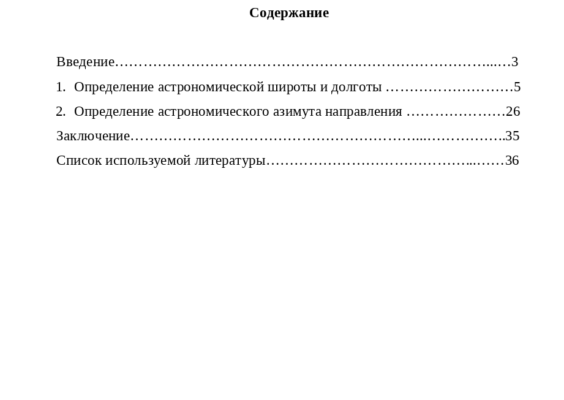 Содержание
Введение……………………………………………………………………...…3
1. Определение астрономической широты и долготы ………………………5
2. Определение астрономического азимута направления …………………26
Заключение……………………………………………………...……………..35
Список используемой литературы……………………………………..……36